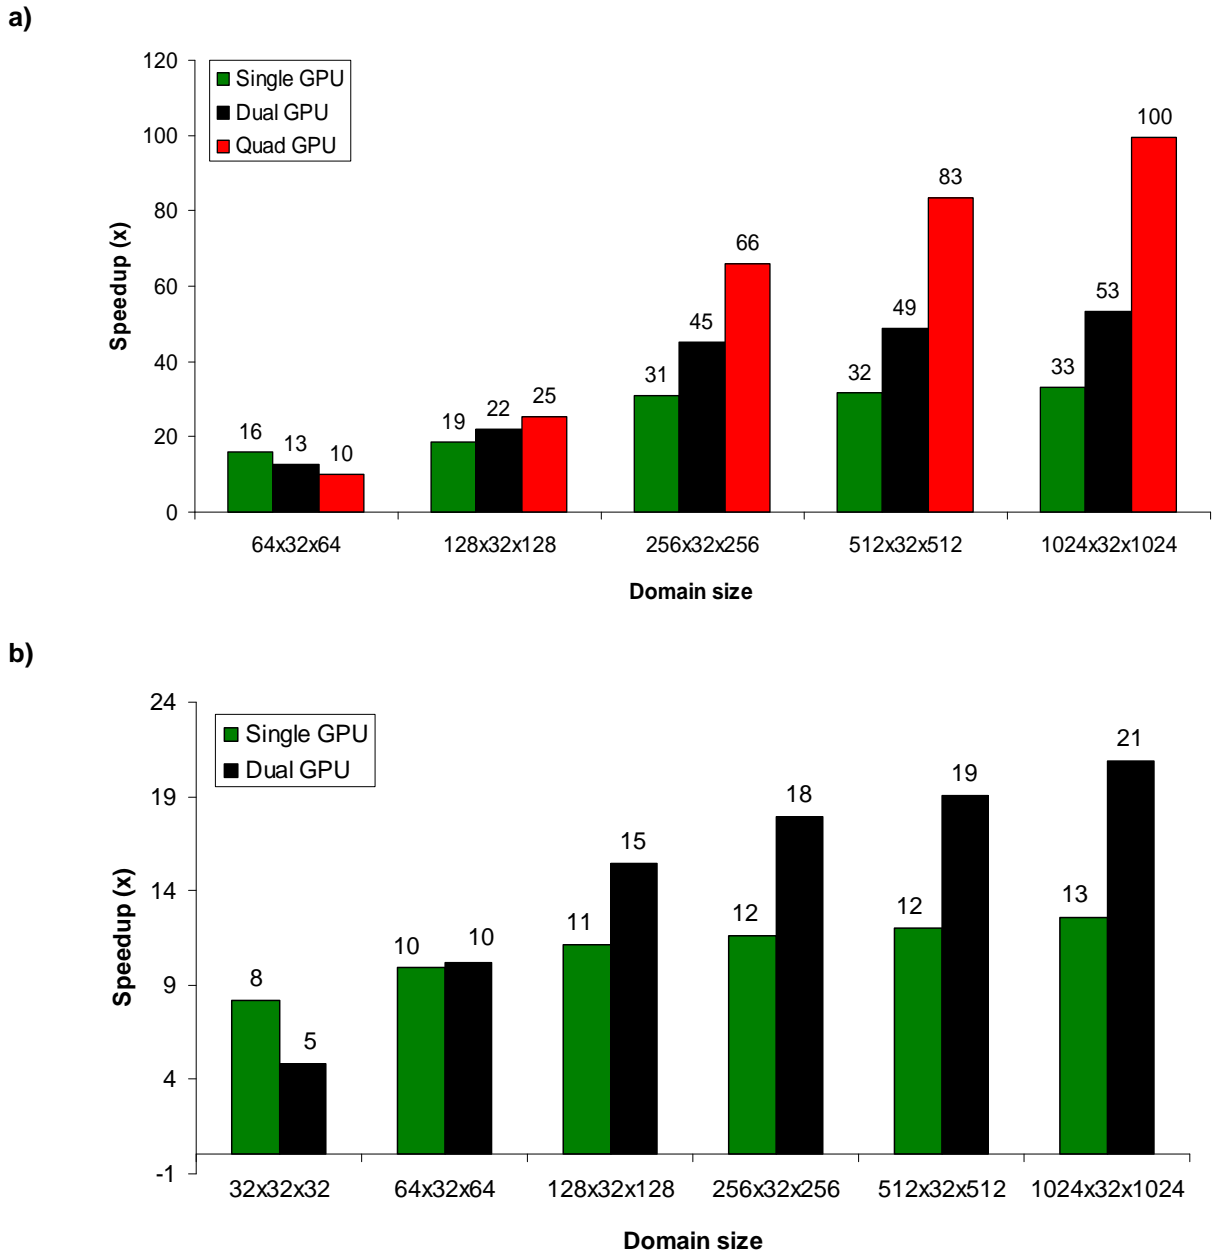 a)
120
100
80
60
40
20
0
Speedup (x)
Single GPU
Dual GPU
Quad GPU
16
13
10
19
22
25
31
45
66
32
49
83
33
53
100
64x32x64
128x32x128
256x32x256
512x32x512
1024x32x1024
Domain size
b)
24
19
14
9
4
-1
Speedup (x)
Single GPU
Dual GPU
8
5
10
10
11
15
12
18
12
19
13
21
32x32x32
64x32x64
128x32x128
256x32x256
512x32x512
1024x32x1024
Domain size